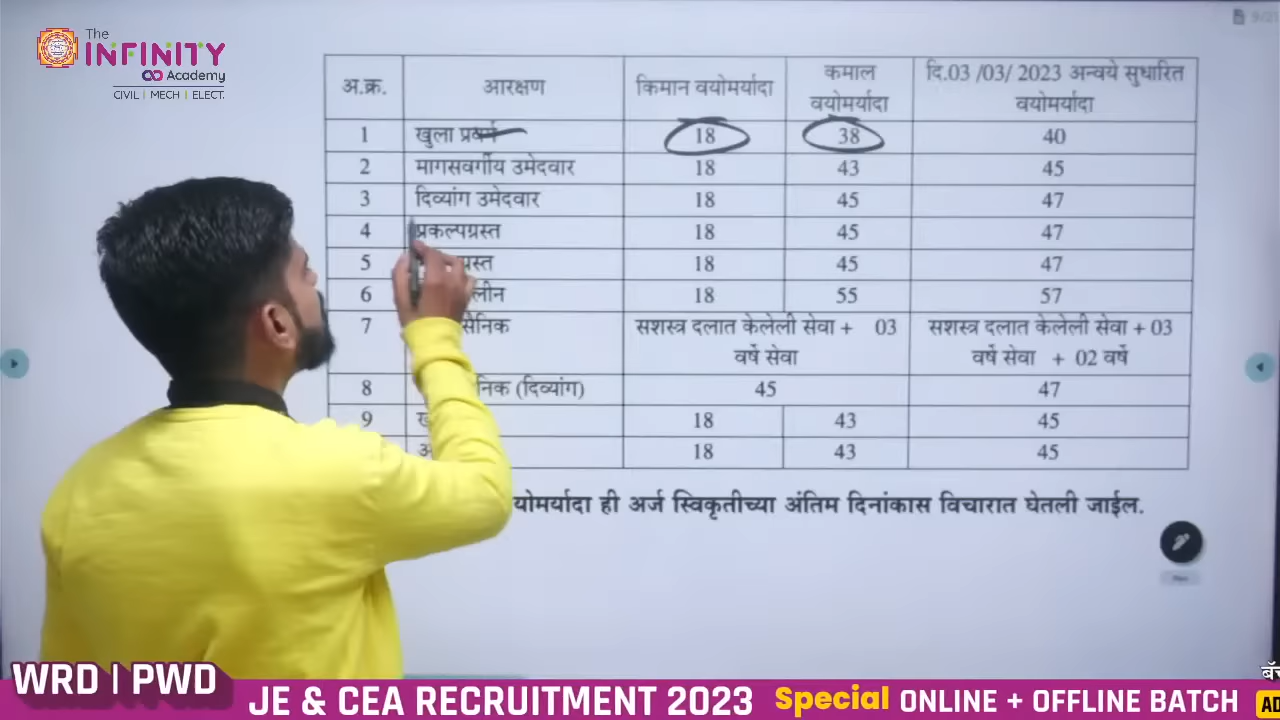 The
INFINITY
Academy
CIVIL | MECH | ELECT.
अ.क्र. आरक्षण किमान वयोमर्यादा कमाल वयोमर्यादा दि.03 /03/ 2023 अन्वये सुधारित वयोमर्यादा
1 खुला प्रवर्ग 18 38 40
2 मागसवर्गीय उमेदवार 18 43 45
3 दिव्यांग उमेदवार 18 45 47
4 प्रकल्पग्रस्त 18 45 47
5 18 45 47
6 18 55 57
7 सैनिक सशस्त्र दलात केलेली सेवा + 03 वर्षे सेवा सशस्त्र दलात केलेली सेवा + 03 वर्षे सेवा + 02 वर्षे
8 (दिव्यांग) 45 47
9 18 43 45
18 43 45
ही अर्ज स्विकृतीच्या अंतिम दिनांकास विचारात घेतली जाईल.
WRD | PWD
JE & CEA RECRUITMENT 2023 Special ONLINE + OFFLINE BATCH